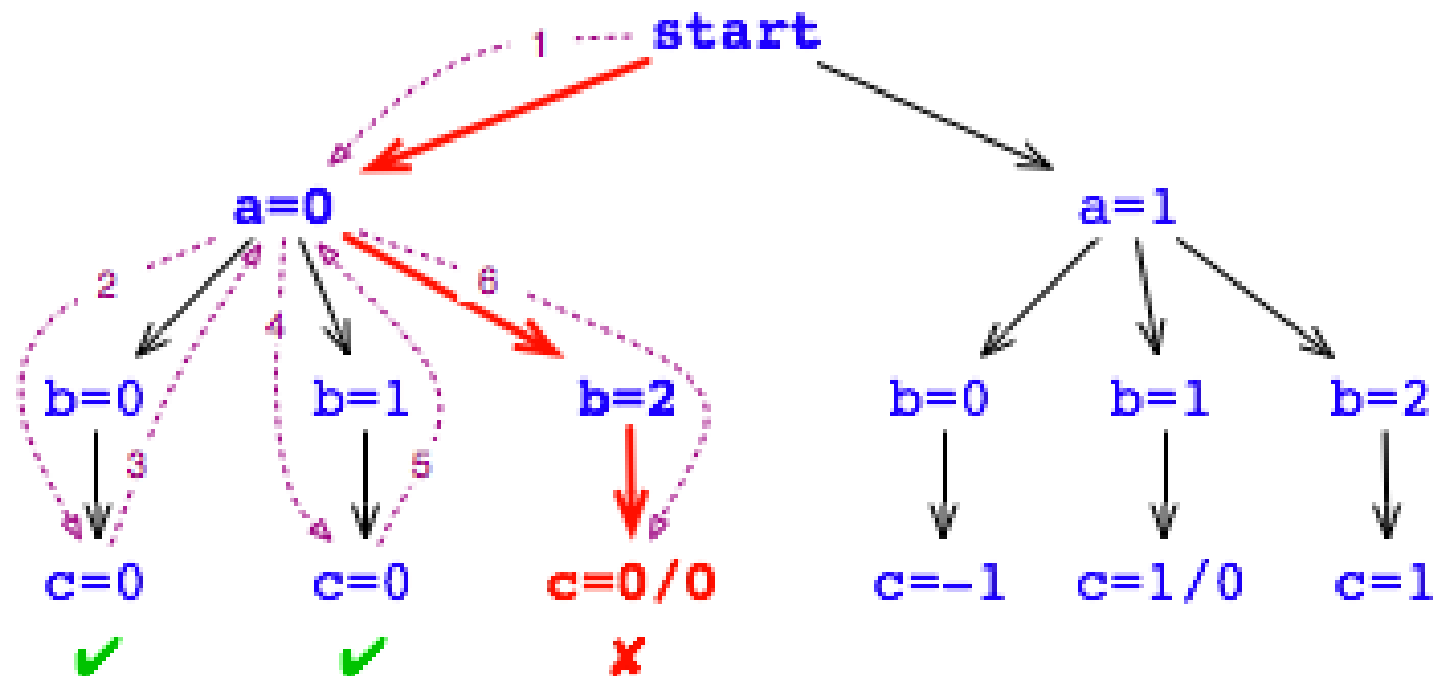 1 start
a=0 a=1
2 6
4
b=0 b=1 b=2 b=0 b=1 b=2
3 5
c=0 c=0 c=0/0 c=-1 c=1/0 c=1